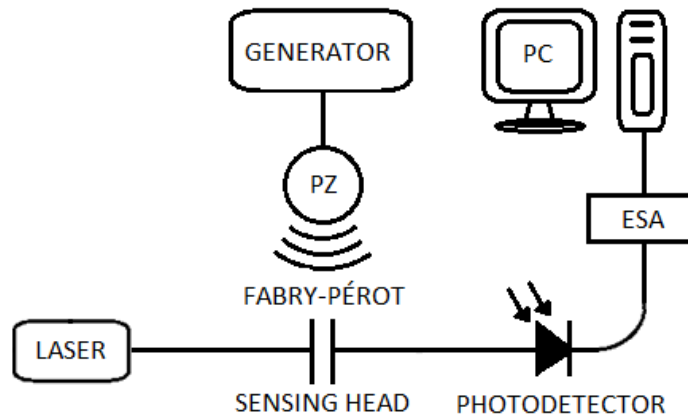 GENERATOR
PC
PZ
ESA
FABRY-PÉROT
LASER
SENSING HEAD
PHOTODETECTOR